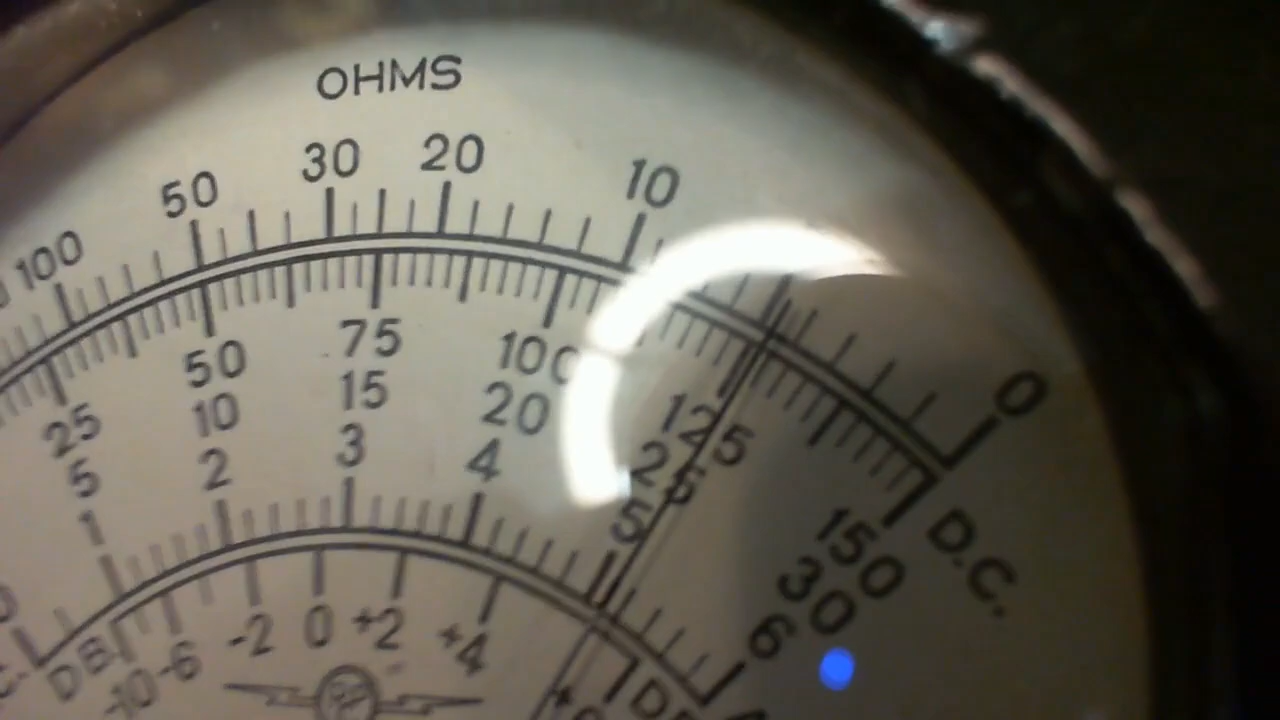 OHMS
100 50 30 20 10 0
25 50 75 100 125 150
5 10 15 20 25 30
1 2 3 4 5 6
D.C.
DB -10 -6 -2 0 +2 +4